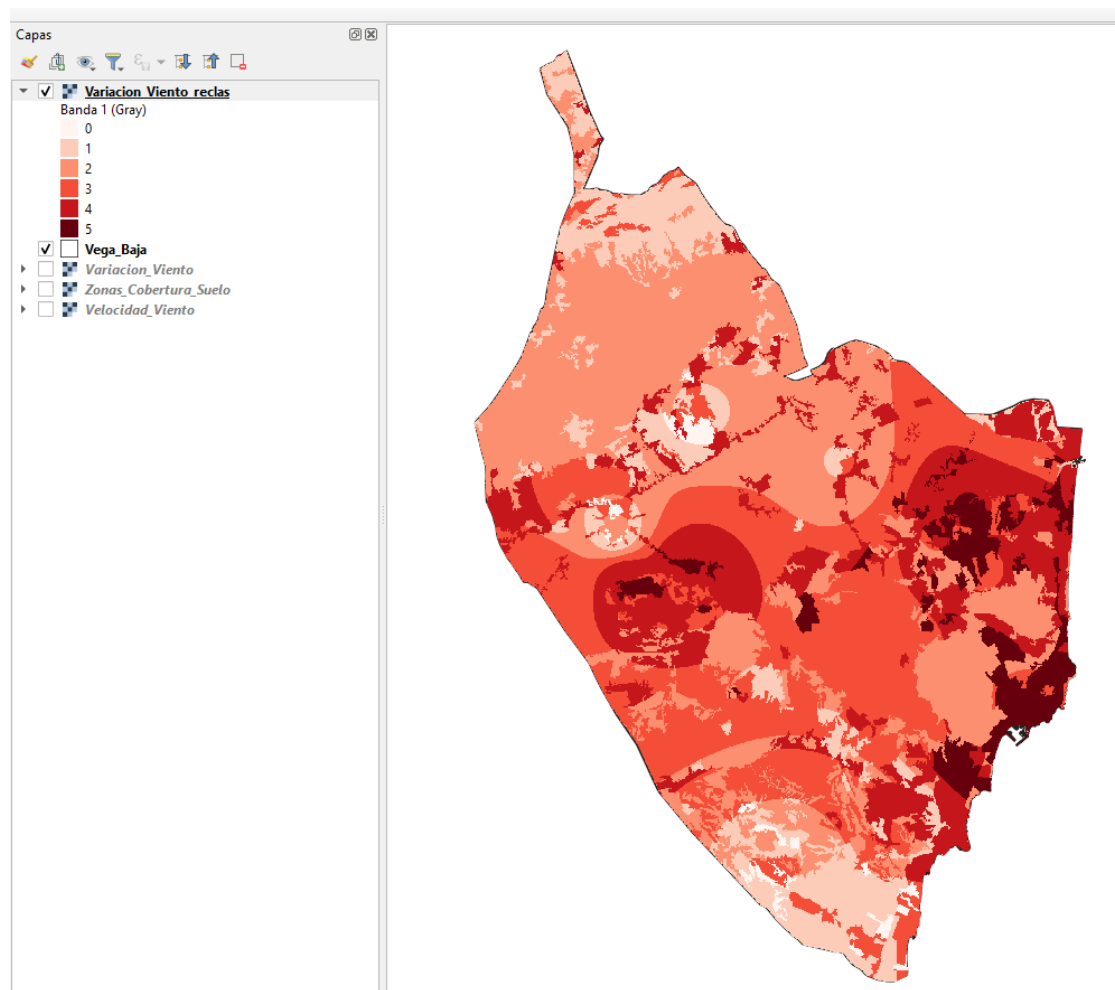 Capas
Variacion_Viento_reclas
Banda 1 (Gray)
0
1
2
3
4
5
Vega_Baja
Variacion_Viento
Zonas_Cobertura_Suelo
Velocidad_Viento